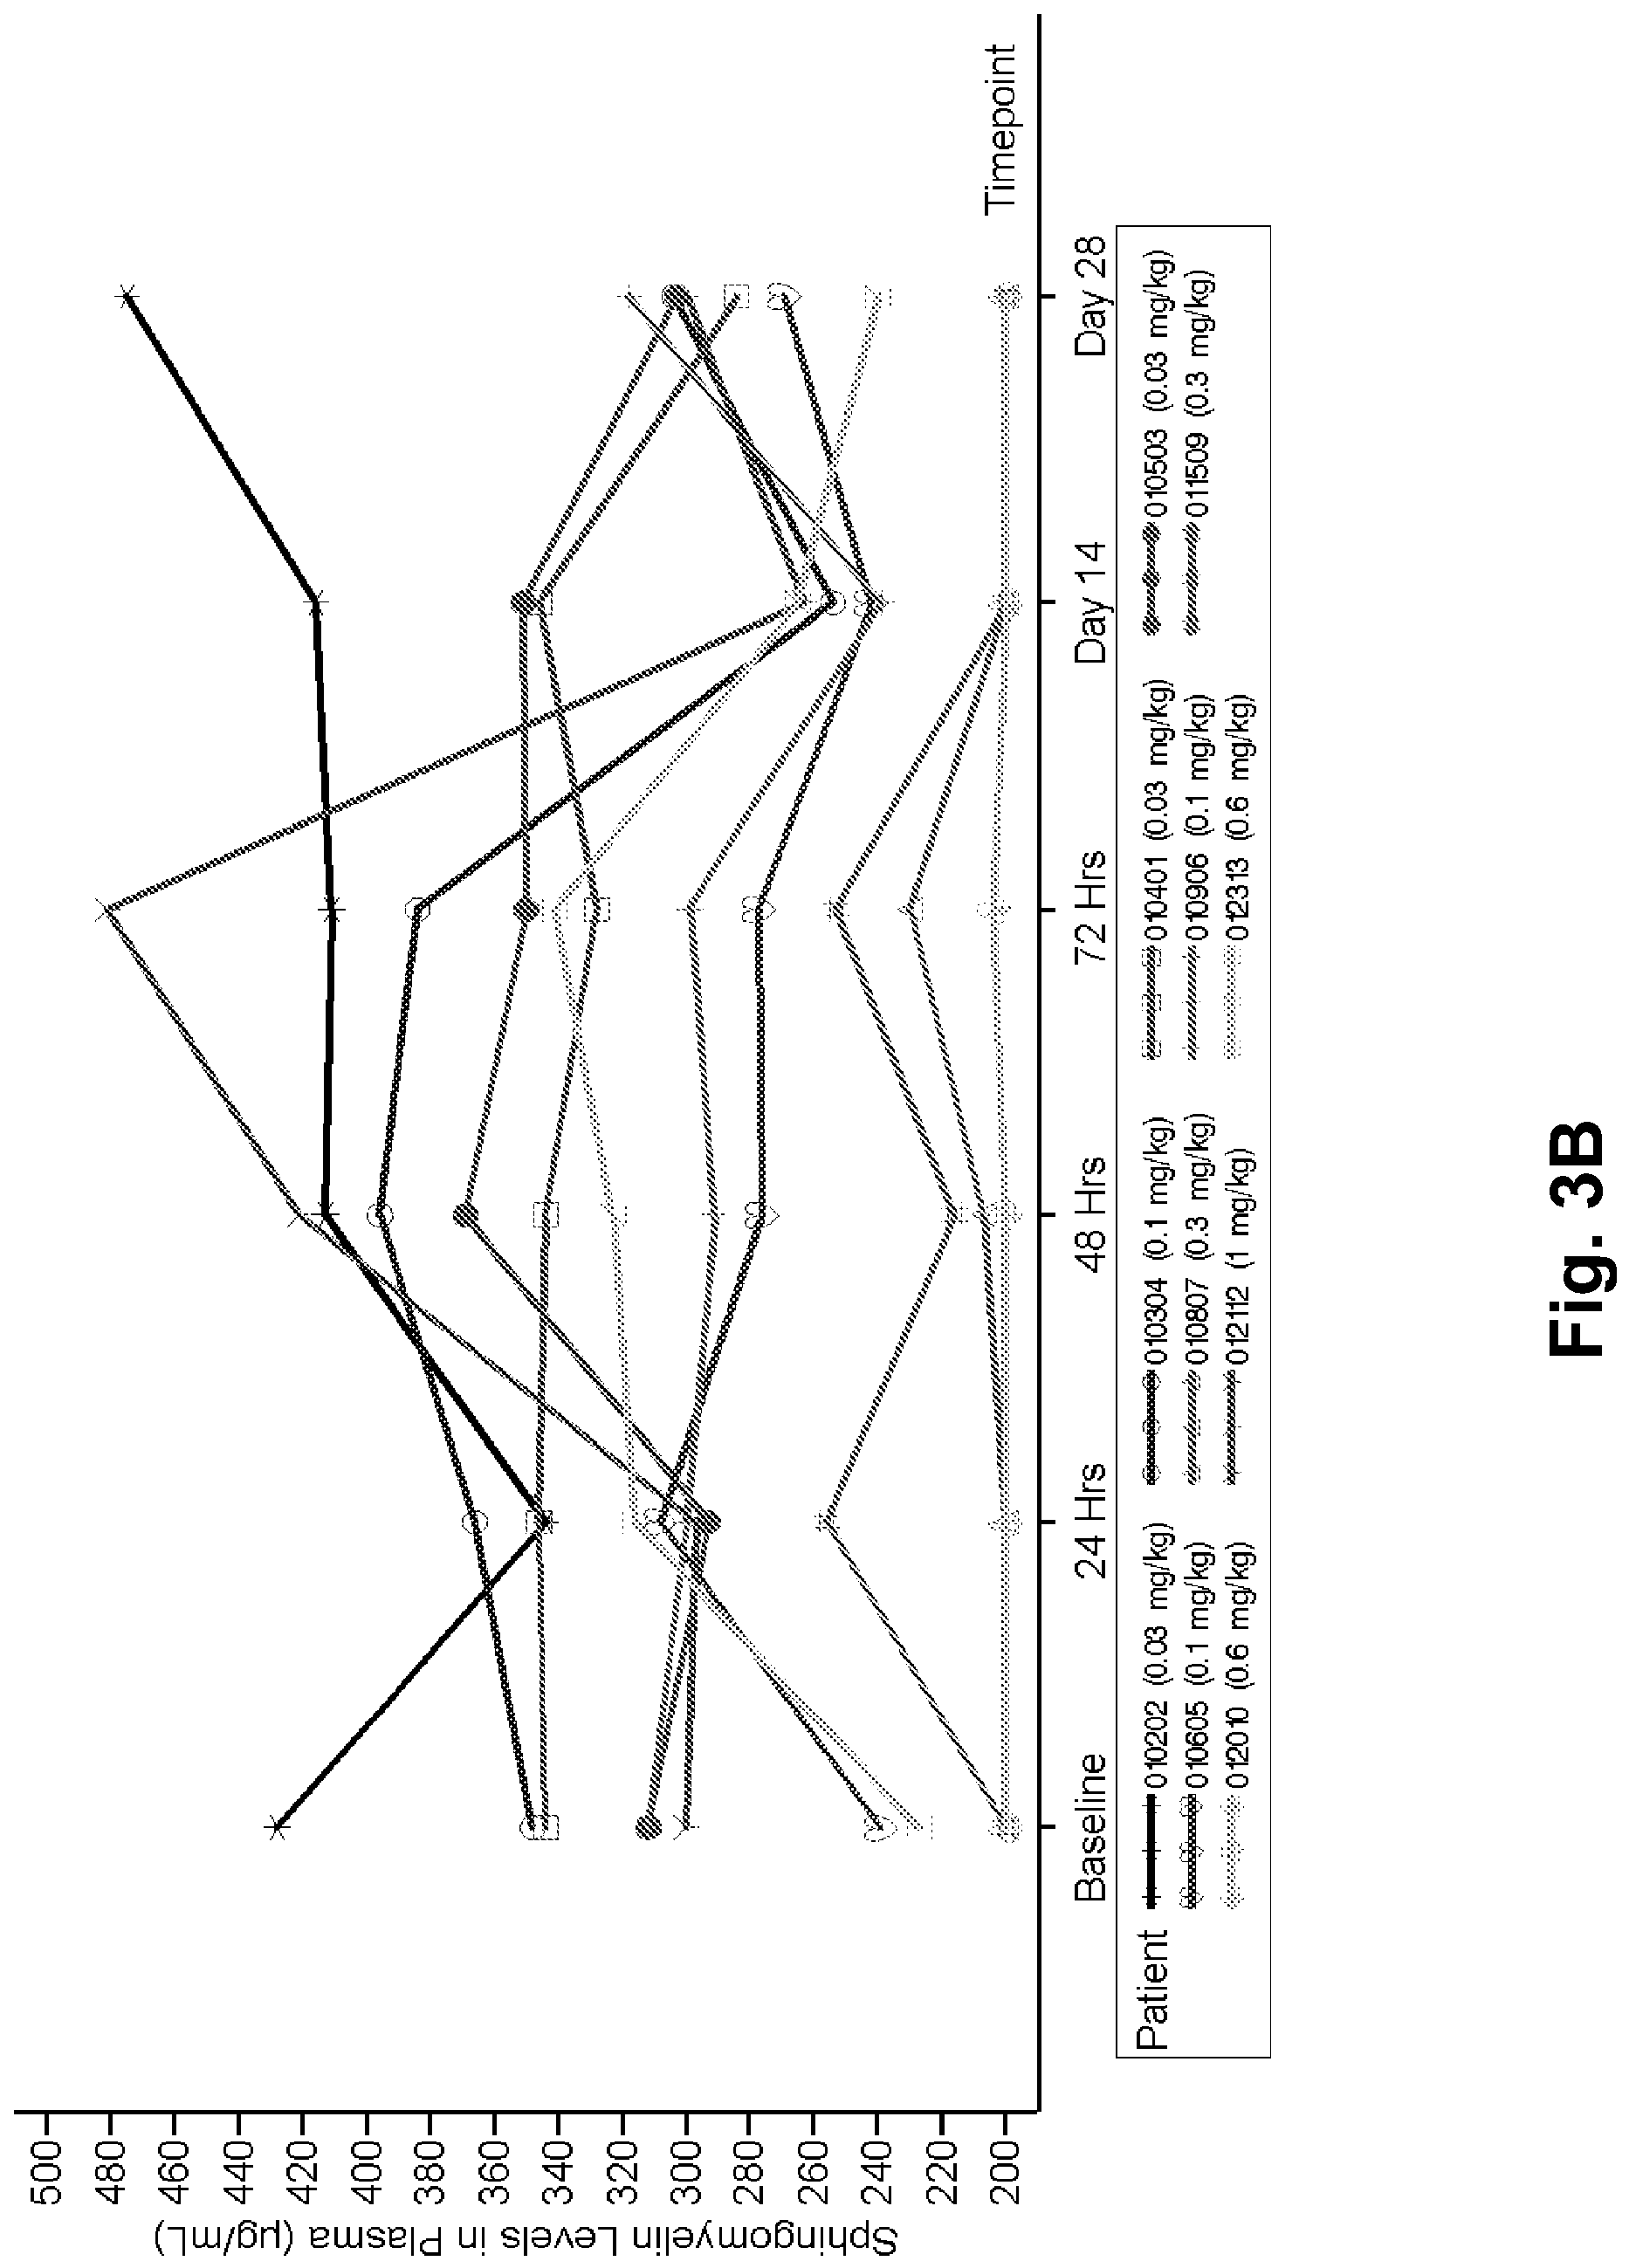 Sphingomyelin Levels in Plasma (µg/mL)
500
480
460
440
420
400
380
360
340
320
300
280
260
240
220
200
Timepoint
Baseline 24 Hrs 48 Hrs 72 Hrs Day 14 Day 28
Patient 010202 (0.03 mg/kg) 010304 (0.1 mg/kg) 010401 (0.03 mg/kg) 010503 (0.03 mg/kg)
010605 (0.1 mg/kg) 010807 (0.3 mg/kg) 010906 (0.1 mg/kg) 011509 (0.3 mg/kg)
012010 (0.6 mg/kg) 012112 (1 mg/kg) 012313 (0.6 mg/kg)
Fig. 3B